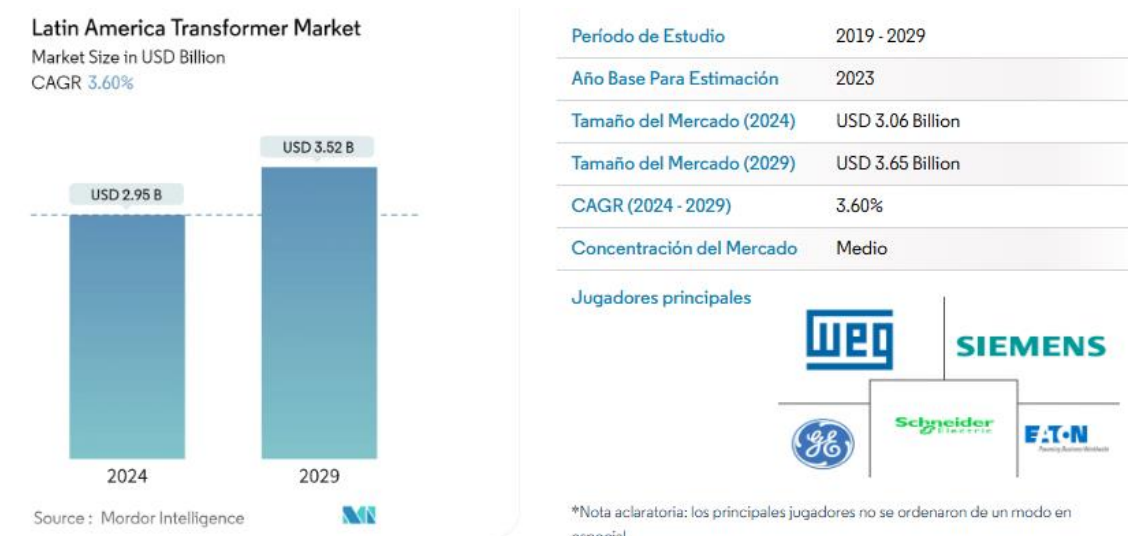 Latin America Transformer Market
Market Size in USD Billion
CAGR 3.60%
USD 3.52 B
USD 2.95 B
2024 2029
Source : Mordor Intelligence
Período de Estudio 2019 - 2029
Año Base Para Estimación 2023
Tamaño del Mercado (2024) USD 3.06 Billion
Tamaño del Mercado (2029) USD 3.65 Billion
CAGR (2024 - 2029) 3.60%
Concentración del Mercado Medio
Jugadores principales
weg
SIEMENS
GE
Schneider
Electric
EATON
Powering Business Worldwide
*Nota aclaratoria: los principales jugadores no se ordenaron de un modo en